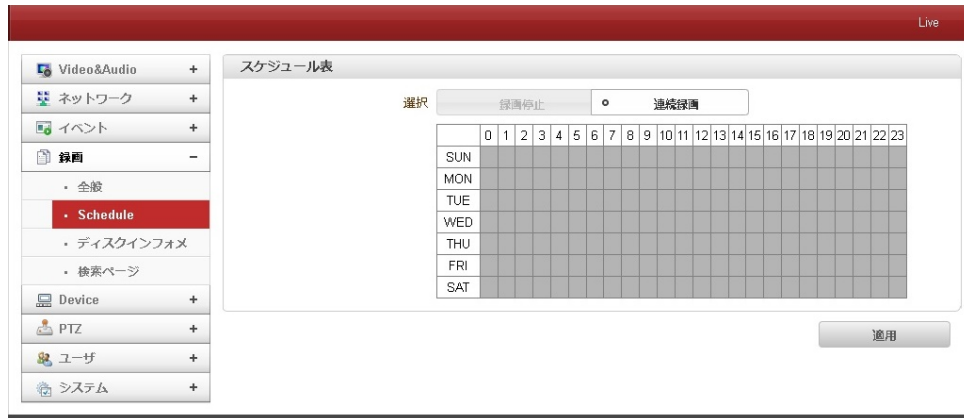 Live
Video&Audio +
ネットワーク +
イベント +
録画 −
・ 全般
・ Schedule
・ ディスクインフォメ
・ 検索ページ
Device +
PTZ +
ユーザ +
システム +
スケジュール表
選択 録画停止 連続録画
0 1 2 3 4 5 6 7 8 9 10 11 12 13 14 15 16 17 18 19 20 21 22 23
SUN
MON
TUE
WED
THU
FRI
SAT
適用